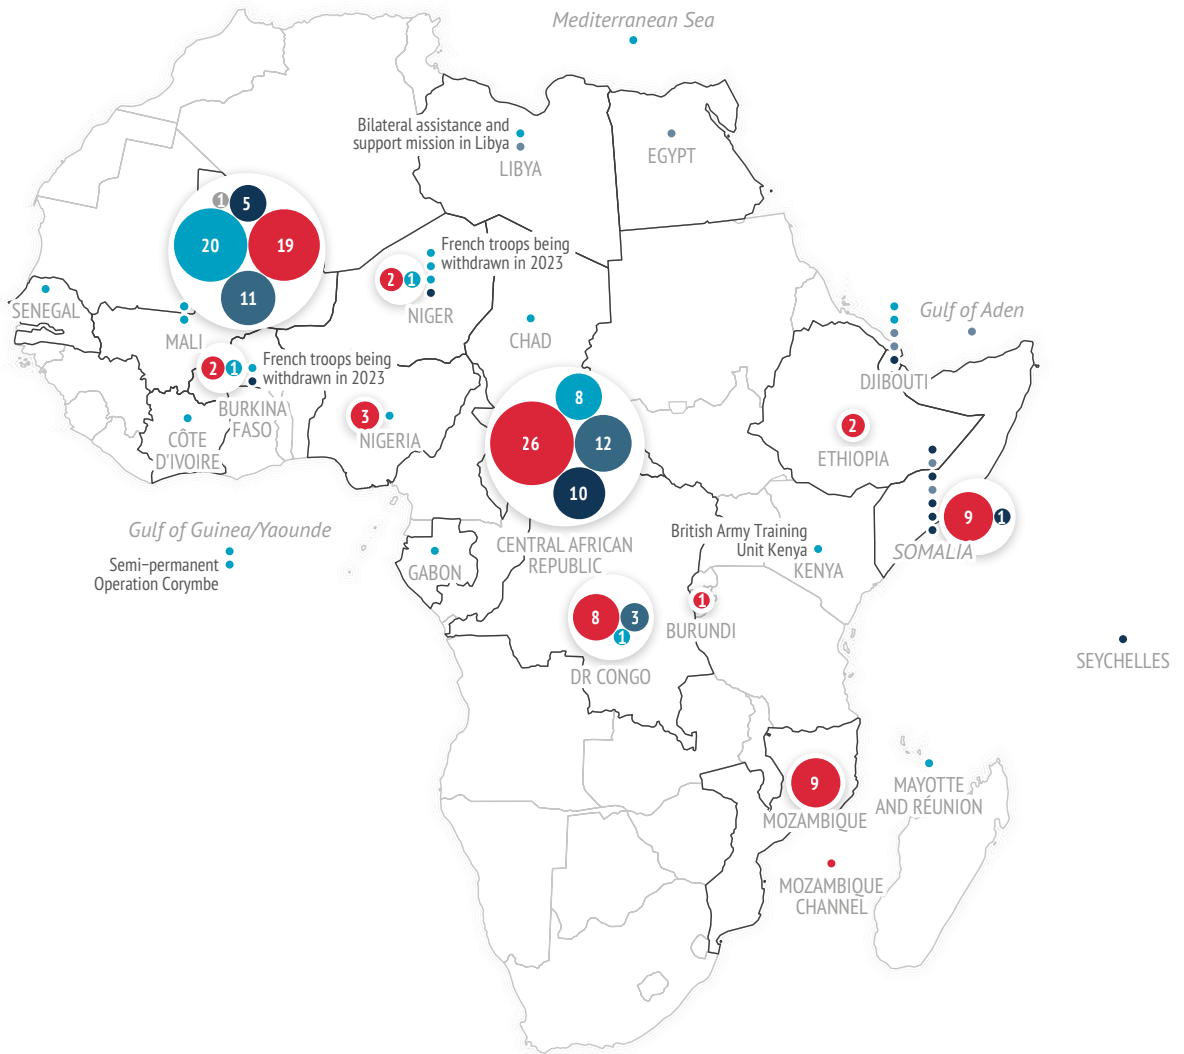 Mediterranean Sea
Bilateral assistance and
support mission in Libya
LIBYA
EGYPT
1
5
20
19
11
French troops being
withdrawn in 2023
2
1
NIGER
SENEGAL
MALI
CHAD
Gulf of Aden
DJIBOUTI
2
1
French troops being
withdrawn in 2023
BURKINA
FASO
3
NIGERIA
CÔTE
D'IVOIRE
8
26
12
10
CENTRAL AFRICAN
REPUBLIC
2
ETHIOPIA
9
1
SOMALIA
Gulf of Guinea/Yaounde
Semi-permanent
Operation Corymbe
GABON
British Army Training
Unit Kenya
KENYA
8
3
1
DR CONGO
1
BURUNDI
SEYCHELLES
9
MOZAMBIQUE
MAYOTTE
AND RÉUNION
MOZAMBIQUE
CHANNEL